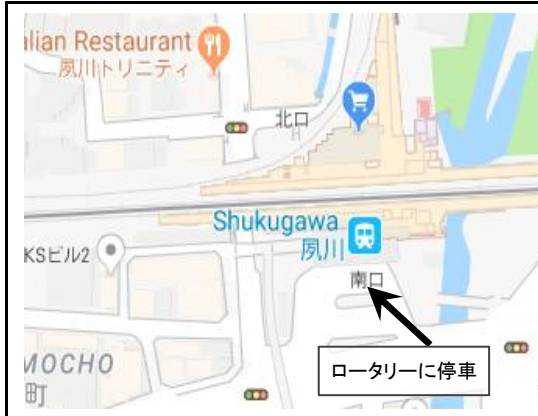 alian Restaurant
夙川トリニティ
北口
Shukugawa
夙川
KSビル2
南口
MOCHO
町
ロータリーに停車